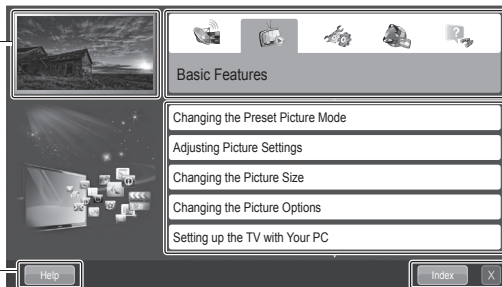 Basic Features
Changing the Preset Picture Mode
Adjusting Picture Settings
Changing the Picture Size
Changing the Picture Options
Setting up the TV with Your PC
Help
Index X